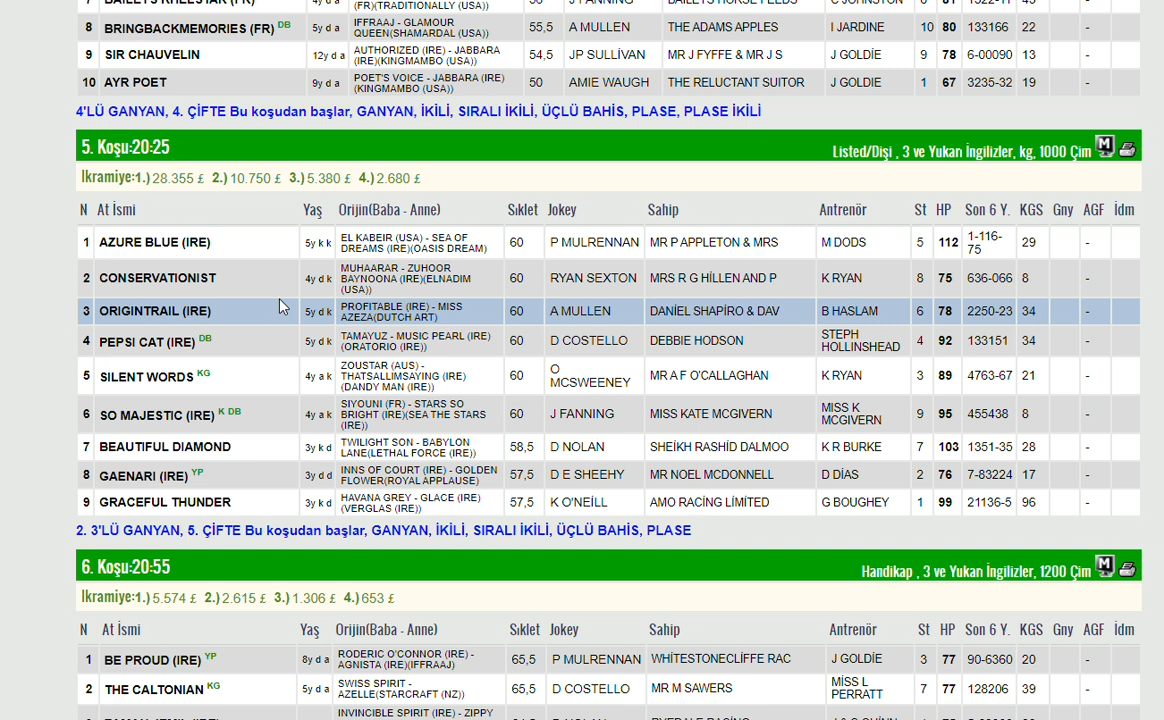 8 BRINGBACKMEMORIES (FR) DB 5y d a IFFRAAJ - GLAMOUR QUEEN(SHAMARDAL (USA)) 55,5 A MULLEN THE ADAMS APPLES I JARDINE 10 80 133166 22 -
9 SIR CHAUVELIN 12y d a AUTHORIZED (IRE) - JABBARA (IRE)(KINGMAMBO (USA)) 54,5 JP SULLİVAN MR J FYFFE & MR J S J GOLDİE 9 78 6-00090 13 -
10 AYR POET 9y d a POET'S VOICE - JABBARA (IRE) (KINGMAMBO (USA)) 50 AMIE WAUGH THE RELUCTANT SUITOR J GOLDİE 1 67 3235-32 19 -
4'LÜ GANYAN, 4. ÇİFTE Bu koşudan başlar, GANYAN, İKİLİ, SIRALI İKİLİ, ÜÇLÜ BAHİS, PLASE, PLASE İKİLİ
5. Koşu:20:25 Listed/Dişi , 3 ve Yukarı İngilizler, kg, 1000 Çim M
İkramiye:1.) 28.355 £ 2.) 10.750 £ 3.) 5.380 £ 4.) 2.680 £
N At İsmi Yaş Orijin(Baba - Anne) Sıklet Jokey Sahip Antrenör St HP Son 6 Y. KGS Gny AGF İdm
1 AZURE BLUE (IRE) 5y k k EL KABEIR (USA) - SEA OF DREAMS (IRE)(OASIS DREAM) 60 P MULRENNAN MR P APPLETON & MRS M DODS 5 112 1-116-75 29 -
2 CONSERVATIONIST 4y d k MUHAARAR - ZUHOOR BAYNOONA (IRE)(ELNADIM (USA)) 60 RYAN SEXTON MRS R G HİLLEN AND P K RYAN 8 75 636-066 8 -
3 ORIGINTRAIL (IRE) 5y d k PROFITABLE (IRE) - MISS AZEZA(DUTCH ART) 60 A MULLEN DANİEL SHAPİRO & DAV B HASLAM 6 78 2250-23 34 -
4 PEPSI CAT (IRE) DB 5y d k TAMAYUZ - MUSIC PEARL (IRE) (ORATORIO (IRE)) 60 D COSTELLO DEBBIE HODSON STEPH HOLLINSHEAD 4 92 133151 34 -
5 SILENT WORDS KG 4y a k ZOUSTAR (AUS) - THATSALLIMSAYING (IRE) (DANDY MAN (IRE)) 60 O MCSWEENEY MR A F O'CALLAGHAN K RYAN 3 89 4763-67 21 -
6 SO MAJESTIC (IRE) K DB 4y a k SIYOUNI (FR) - STARS SO BRIGHT (IRE)(SEA THE STARS (IRE)) 60 J FANNING MISS KATE MCGIVERN MISS K MCGIVERN 9 95 455438 8 -
7 BEAUTIFUL DIAMOND 3y k d TWILIGHT SON - BABYLON LANE(LETHAL FORCE (IRE)) 58,5 D NOLAN SHEİKH RASHİD DALMOO K R BURKE 7 103 1351-35 28 -
8 GAENARI (IRE) YP 3y d d INNS OF COURT (IRE) - GOLDEN FLOWER(ROYAL APPLAUSE) 57,5 D E SHEEHY MR NOEL MCDONNELL D DİAS 2 76 7-83224 17 -
9 GRACEFUL THUNDER 3y k d HAVANA GREY - GLACE (IRE) (VERGLAS (IRE)) 57,5 K O'NEİLL AMO RACİNG LİMİTED G BOUGHEY 1 99 21136-5 96 -
2. 3'LÜ GANYAN, 5. ÇİFTE Bu koşudan başlar, GANYAN, İKİLİ, SIRALI İKİLİ, ÜÇLÜ BAHİS, PLASE
6. Koşu:20:55 Handikap , 3 ve Yukarı İngilizler, 1200 Çim M
İkramiye:1.) 5.574 £ 2.) 2.615 £ 3.) 1.306 £ 4.) 653 £
N At İsmi Yaş Orijin(Baba - Anne) Sıklet Jokey Sahip Antrenör St HP Son 6 Y. KGS Gny AGF İdm
1 BE PROUD (IRE) YP 8y d a RODERIC O'CONNOR (IRE) - AGNISTA (IRE)(IFFRAAJ) 65,5 P MULRENNAN WHİTESTONECLİFFE RAC J GOLDİE 3 77 90-6360 20 -
2 THE CALTONIAN KG 5y d a SWISS SPIRIT - AZELLE(STARCRAFT (NZ)) 65,5 D COSTELLO MR M SAWERS MİSS L PERRATT 7 77 128206 39 -
INVINCIBLE SPIRIT (IRE) - ZIPPY